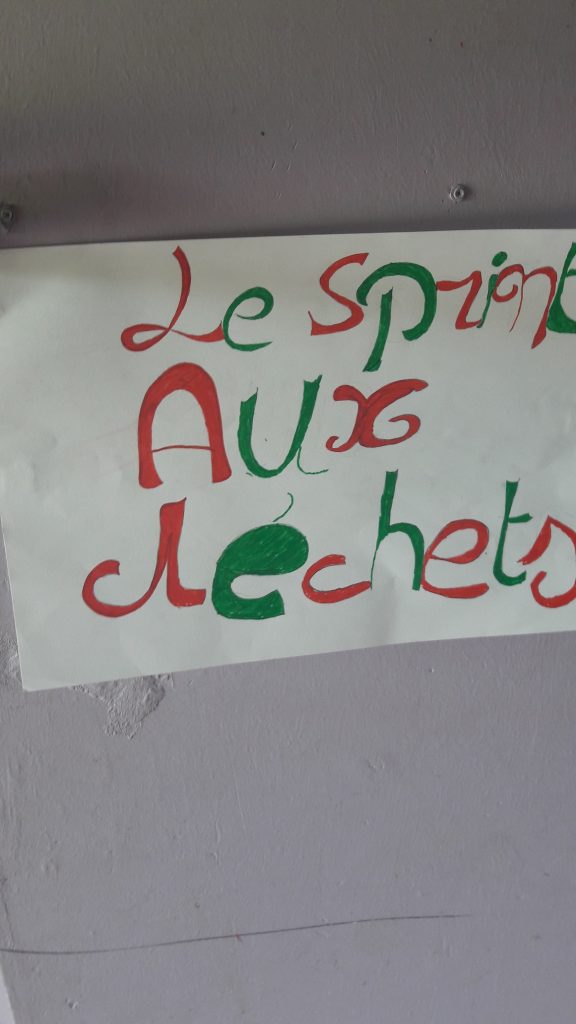 Le Sprint
AUx
déchets